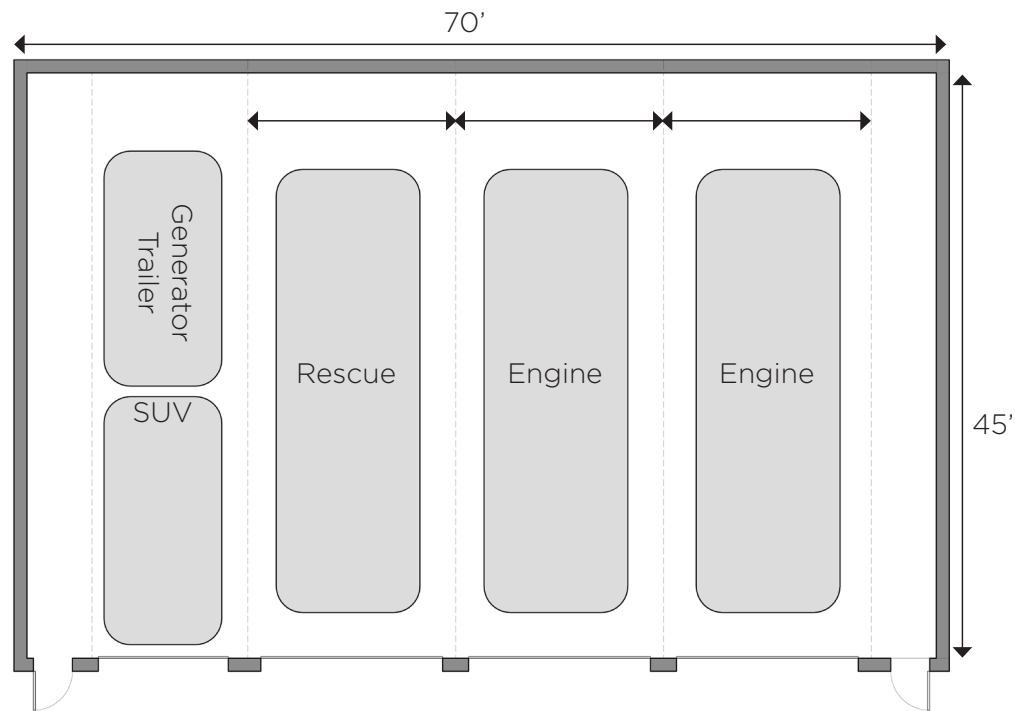 70’
Generator
Trailer
Rescue
Engine
Engine
SUV
45’